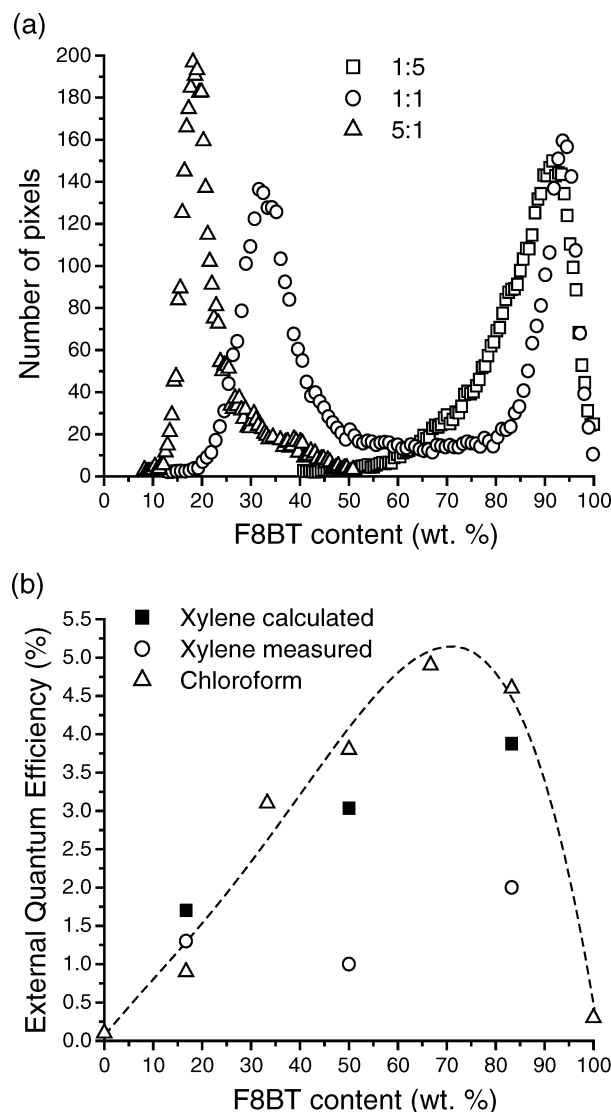 (a)
200
180
160
140
120
100
80
60
40
20
0
Number of pixels
1:5
1:1
5:1
0 10 20 30 40 50 60 70 80 90 100
F8BT content (wt. %)
(b)
5.5
5.0
4.5
4.0
3.5
3.0
2.5
2.0
1.5
1.0
0.5
0.0
External Quantum Efficiency (%)
Xylene calculated
Xylene measured
Chloroform
0 10 20 30 40 50 60 70 80 90 100
F8BT content (wt. %)